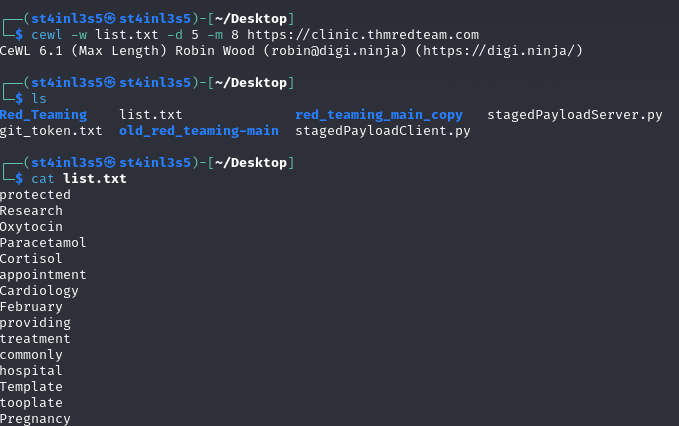 ┌──(st4inl3s5㉿st4inl3s5)-[~/Desktop]
└─$ cewl -w list.txt -d 5 -m 8 https://clinic.thmredteam.com
CeWL 6.1 (Max Length) Robin Wood (robin@digi.ninja) (https://digi.ninja/)
┌──(st4inl3s5㉿st4inl3s5)-[~/Desktop]
└─$ ls
Red_Teaming    list.txt              red_teaming_main_copy   stagedPayloadServer.py
git_token.txt  old_red_teaming-main  stagedPayloadClient.py
┌──(st4inl3s5㉿st4inl3s5)-[~/Desktop]
└─$ cat list.txt
protected
Research
Oxytocin
Paracetamol
Cortisol
appointment
Cardiology
February
providing
treatment
commonly
hospital
Template
tooplate
Pregnancy